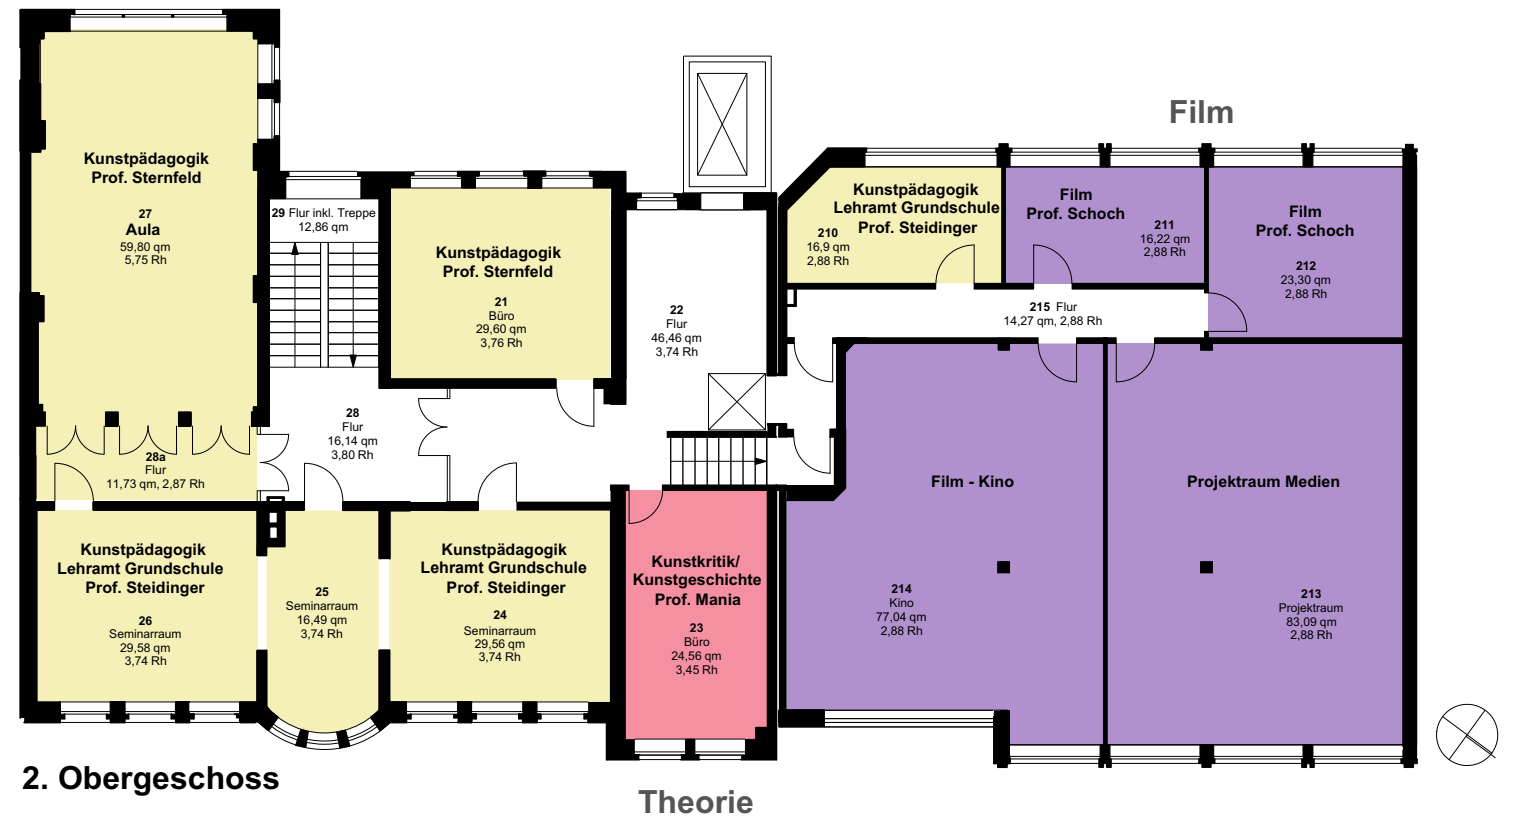 Film
Kunstpädagogik
Prof. Sternfeld
27
Aula
59,80 qm
5,75 Rh
29 Flur inkl. Treppe
12,86 qm
Kunstpädagogik
Prof. Sternfeld
21
Büro
29,60 qm
3,76 Rh
22
Flur
46,46 qm
3,74 Rh
Kunstpädagogik
Lehramt Grundschule
Prof. Steidinger
210
16,9 qm
2,88 Rh
Film
Prof. Schoch
211
16,22 qm
2,88 Rh
Film
Prof. Schoch
212
23,30 qm
2,88 Rh
215 Flur
14,27 qm, 2,88 Rh
28
Flur
16,14 qm
3,80 Rh
28a
Flur
11,73 qm, 2,87 Rh
Kunstpädagogik
Lehramt Grundschule
Prof. Steidinger
26
Seminarraum
29,58 qm
3,74 Rh
25
Seminarraum
16,49 qm
3,74 Rh
Kunstpädagogik
Lehramt Grundschule
Prof. Steidinger
24
Seminarraum
29,56 qm
3,74 Rh
Kunstkritik/
Kunstgeschichte
Prof. Mania
23
Büro
24,56 qm
3,45 Rh
Film - Kino
214
Kino
77,04 qm
2,88 Rh
Projektraum Medien
213
Projektraum
83,09 qm
2,88 Rh
2. Obergeschoss
Theorie